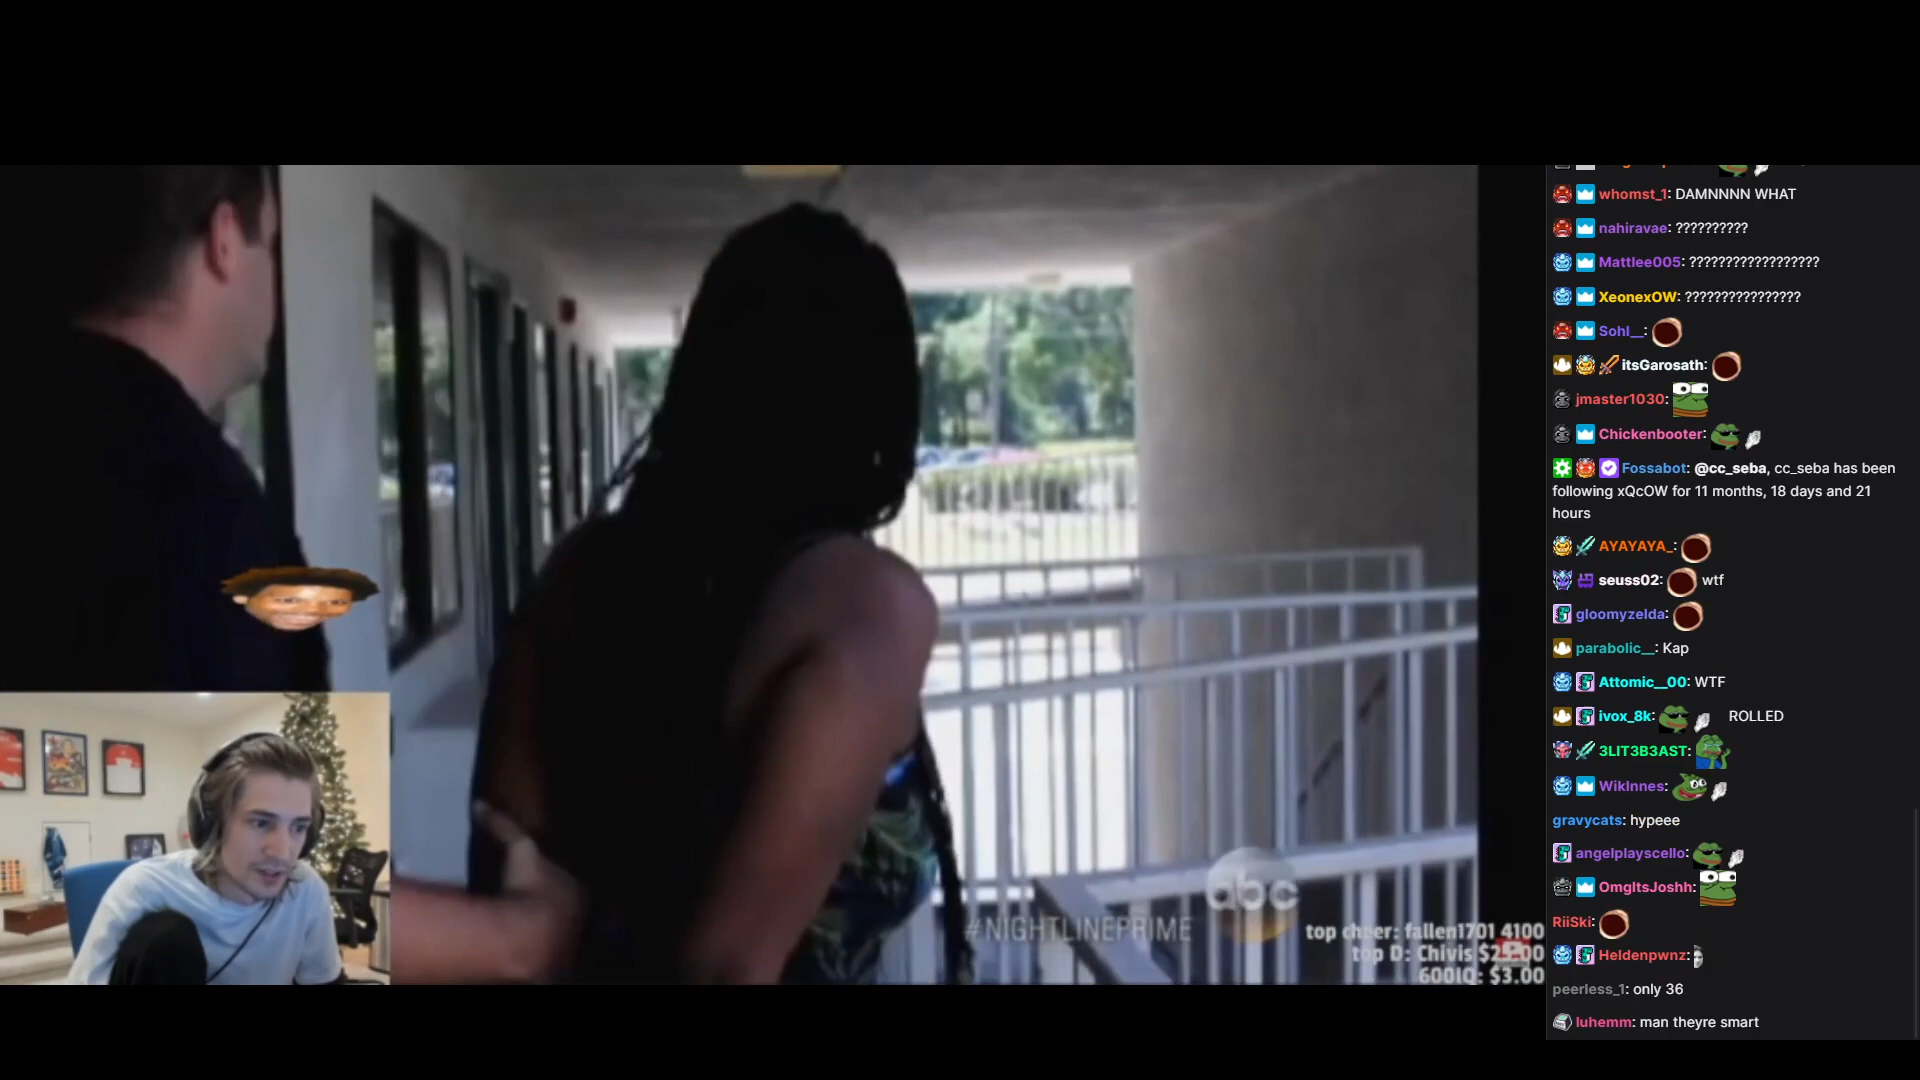 abc
#NIGHTLINEPRIME
top cheer: fallen1701 4100
top D: Chivis $25.00
600IQ: $3.00
whomst_1: DAMNNNN WHAT
nahiravae: ??????????
Mattlee005: ??????????????????
XeonexOW: ????????????????
Sohl__:
itsGarosath:
jmaster1030:
Chickenbooter:
Fossabot: @cc_seba, cc_seba has been
following xQcOW for 11 months, 18 days and 21
hours
AYAYAYA_:
seuss02: wtf
gloomyzelda:
parabolic__: Kap
Attomic__00: WTF
ivox_8k: ROLLED
3LIT3B3AST:
WikInnes:
gravycats: hypeee
angelplayscello:
OmgItsJoshh:
RiiSki:
Heldenpwnz:
peerless_1: only 36
luhemm: man theyre smart